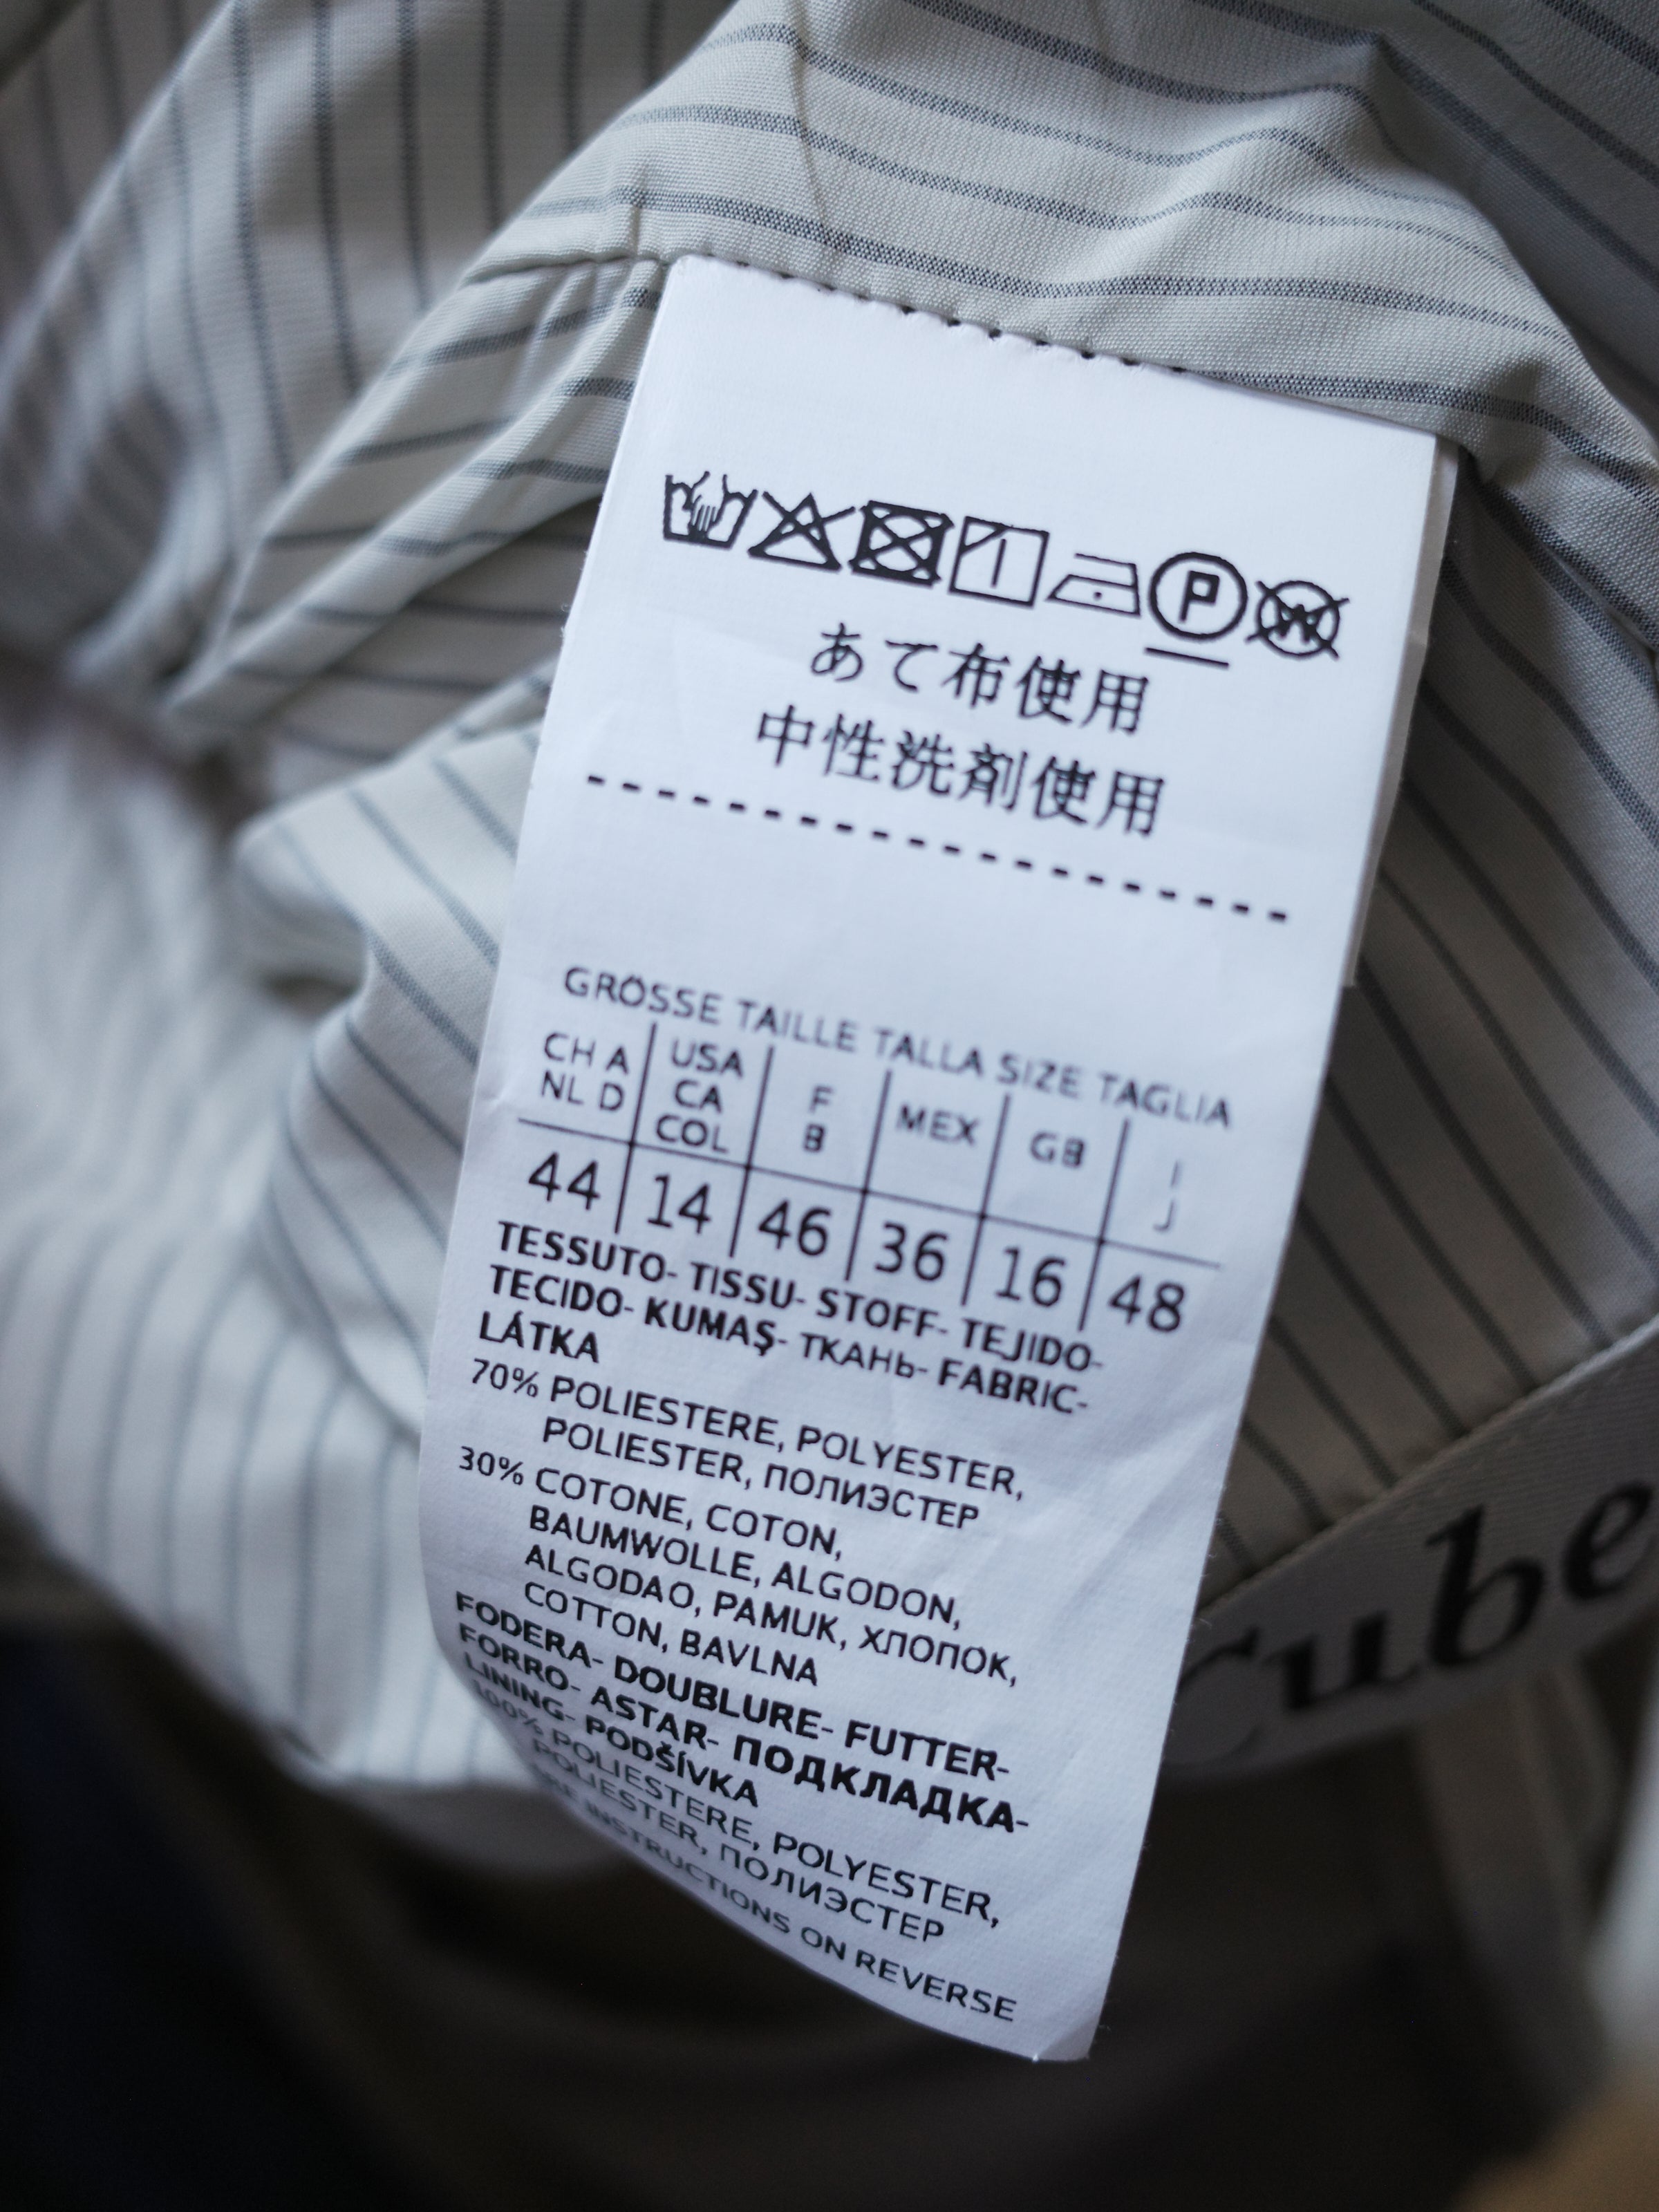 P W
あて布使用
中性洗剤使用
GRÖSSE TAILLE TALLA SIZE TAGLIA
CH A NL D USA CA COL F B MEX GB I J
44 14 46 36 16 48
TESSUTO- TISSU- STOFF- TEJIDO-
TECIDO- KUMAŞ- ТКАНЬ- FABRIC-
LÁTKA
70% POLIESTERE, POLYESTER,
POLIESTER, ПОЛИЭСТЕР
30% COTONE, COTON,
BAUMWOLLE, ALGODON,
ALGODAO, PAMUK, ХЛОПОК,
COTTON, BAVLNA
FODERA- DOUBLURE- FUTTER-
FORRO- ASTAR- ПОДКЛАДКА-
LINING- PODŠÍVKA
100% POLIESTERE, POLYESTER,
POLIESTER, ПОЛИЭСТЕР
INSTRUCTIONS ON REVERSE
Cube